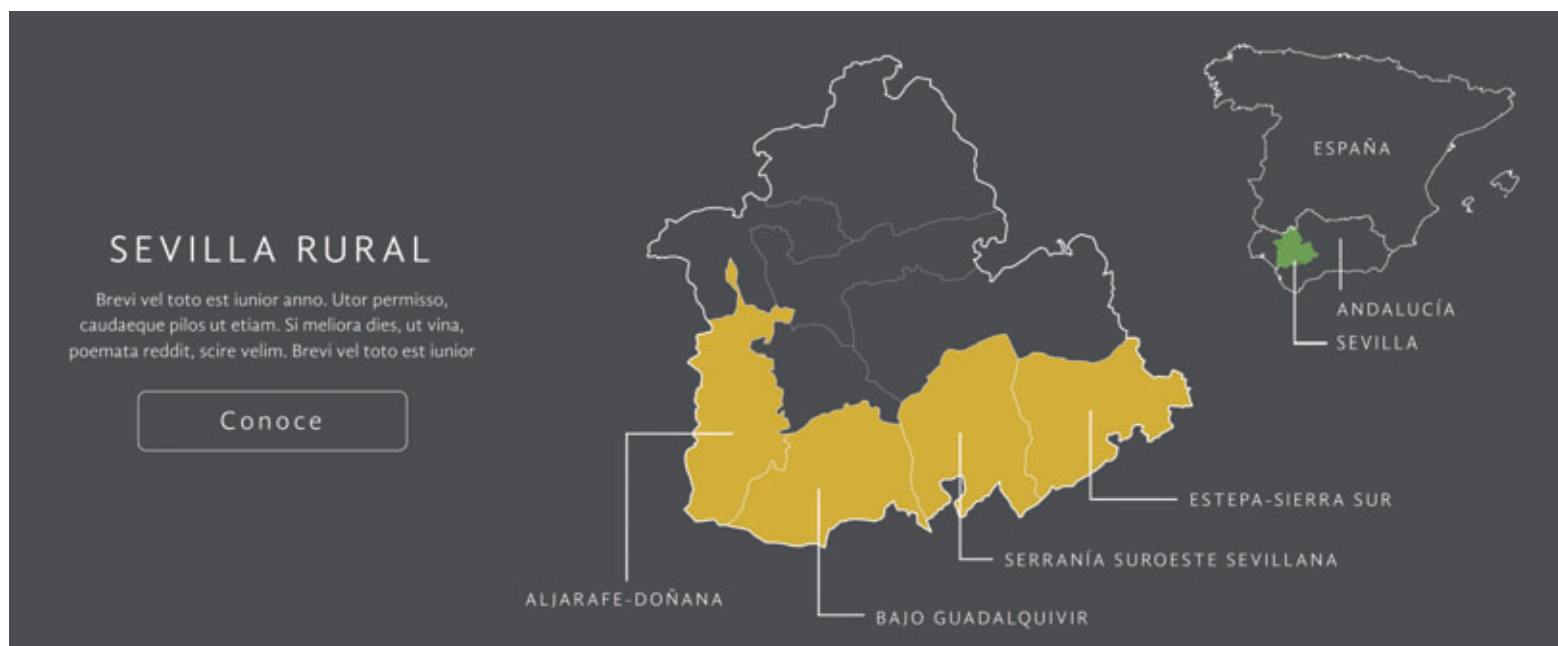 SEVILLA RURAL
Brevi vel toto est iunior anno. Utor permisso,
caudaeque pilos ut etiam. Si meliora dies, ut vina,
poemata reddit, scire velim. Brevi vel toto est iunior
Conoce
ESPAÑA
ANDALUCÍA
SEVILLA
ESTEPA-SIERRA SUR
SERRANÍA SUROESTE SEVILLANA
ALJARAFE-DOÑANA
BAJO GUADALQUIVIR